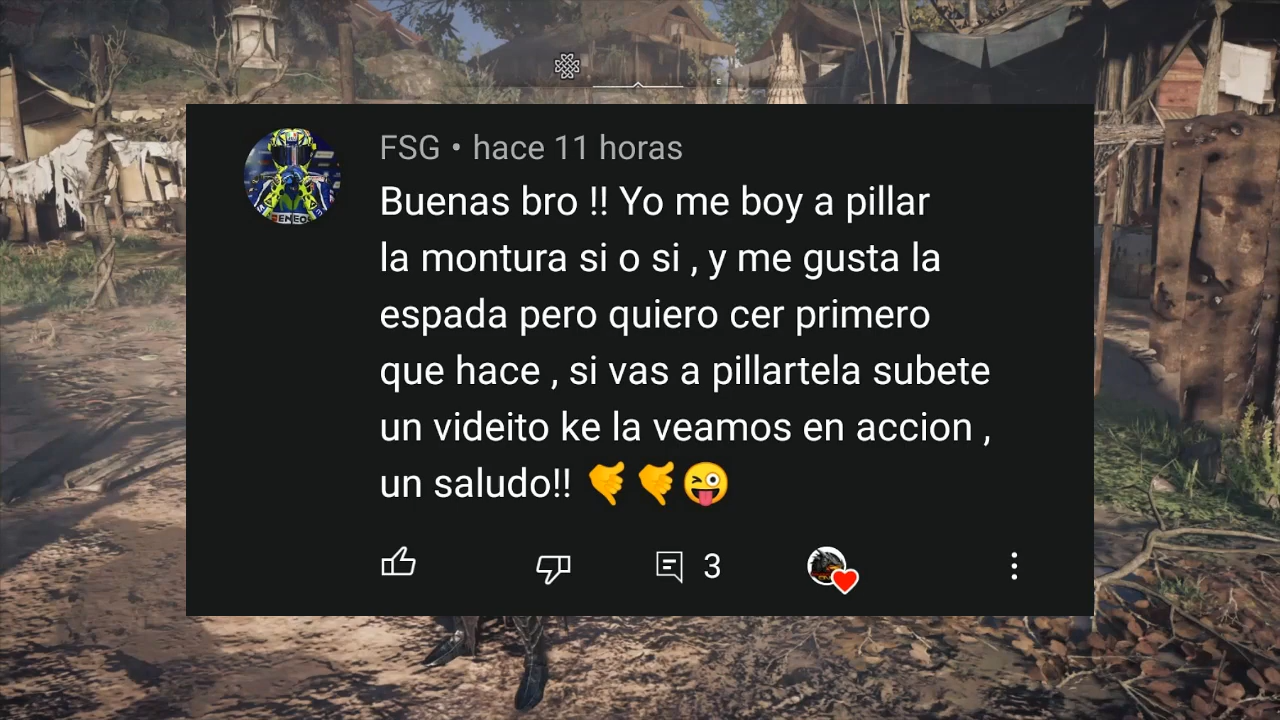 E
FSG • hace 11 horas
Buenas bro !! Yo me boy a pillar
la montura si o si , y me gusta la
espada pero quiero cer primero
que hace , si vas a pillartela subete
un videito ke la veamos en accion ,
un saludo!! 🤙🤙😜
3